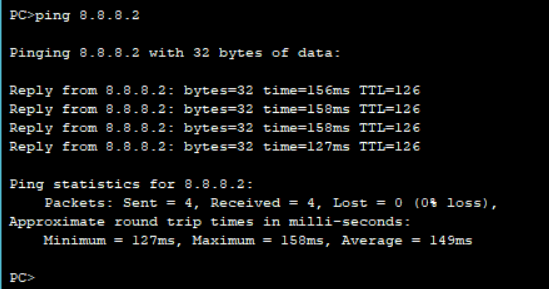 PC>ping 8.8.8.2
Pinging 8.8.8.2 with 32 bytes of data:
Reply from 8.8.8.2: bytes=32 time=156ms TTL=126
Reply from 8.8.8.2: bytes=32 time=158ms TTL=126
Reply from 8.8.8.2: bytes=32 time=158ms TTL=126
Reply from 8.8.8.2: bytes=32 time=127ms TTL=126
Ping statistics for 8.8.8.2:
    Packets: Sent = 4, Received = 4, Lost = 0 (0% loss),
Approximate round trip times in milli-seconds:
    Minimum = 127ms, Maximum = 158ms, Average = 149ms
PC>